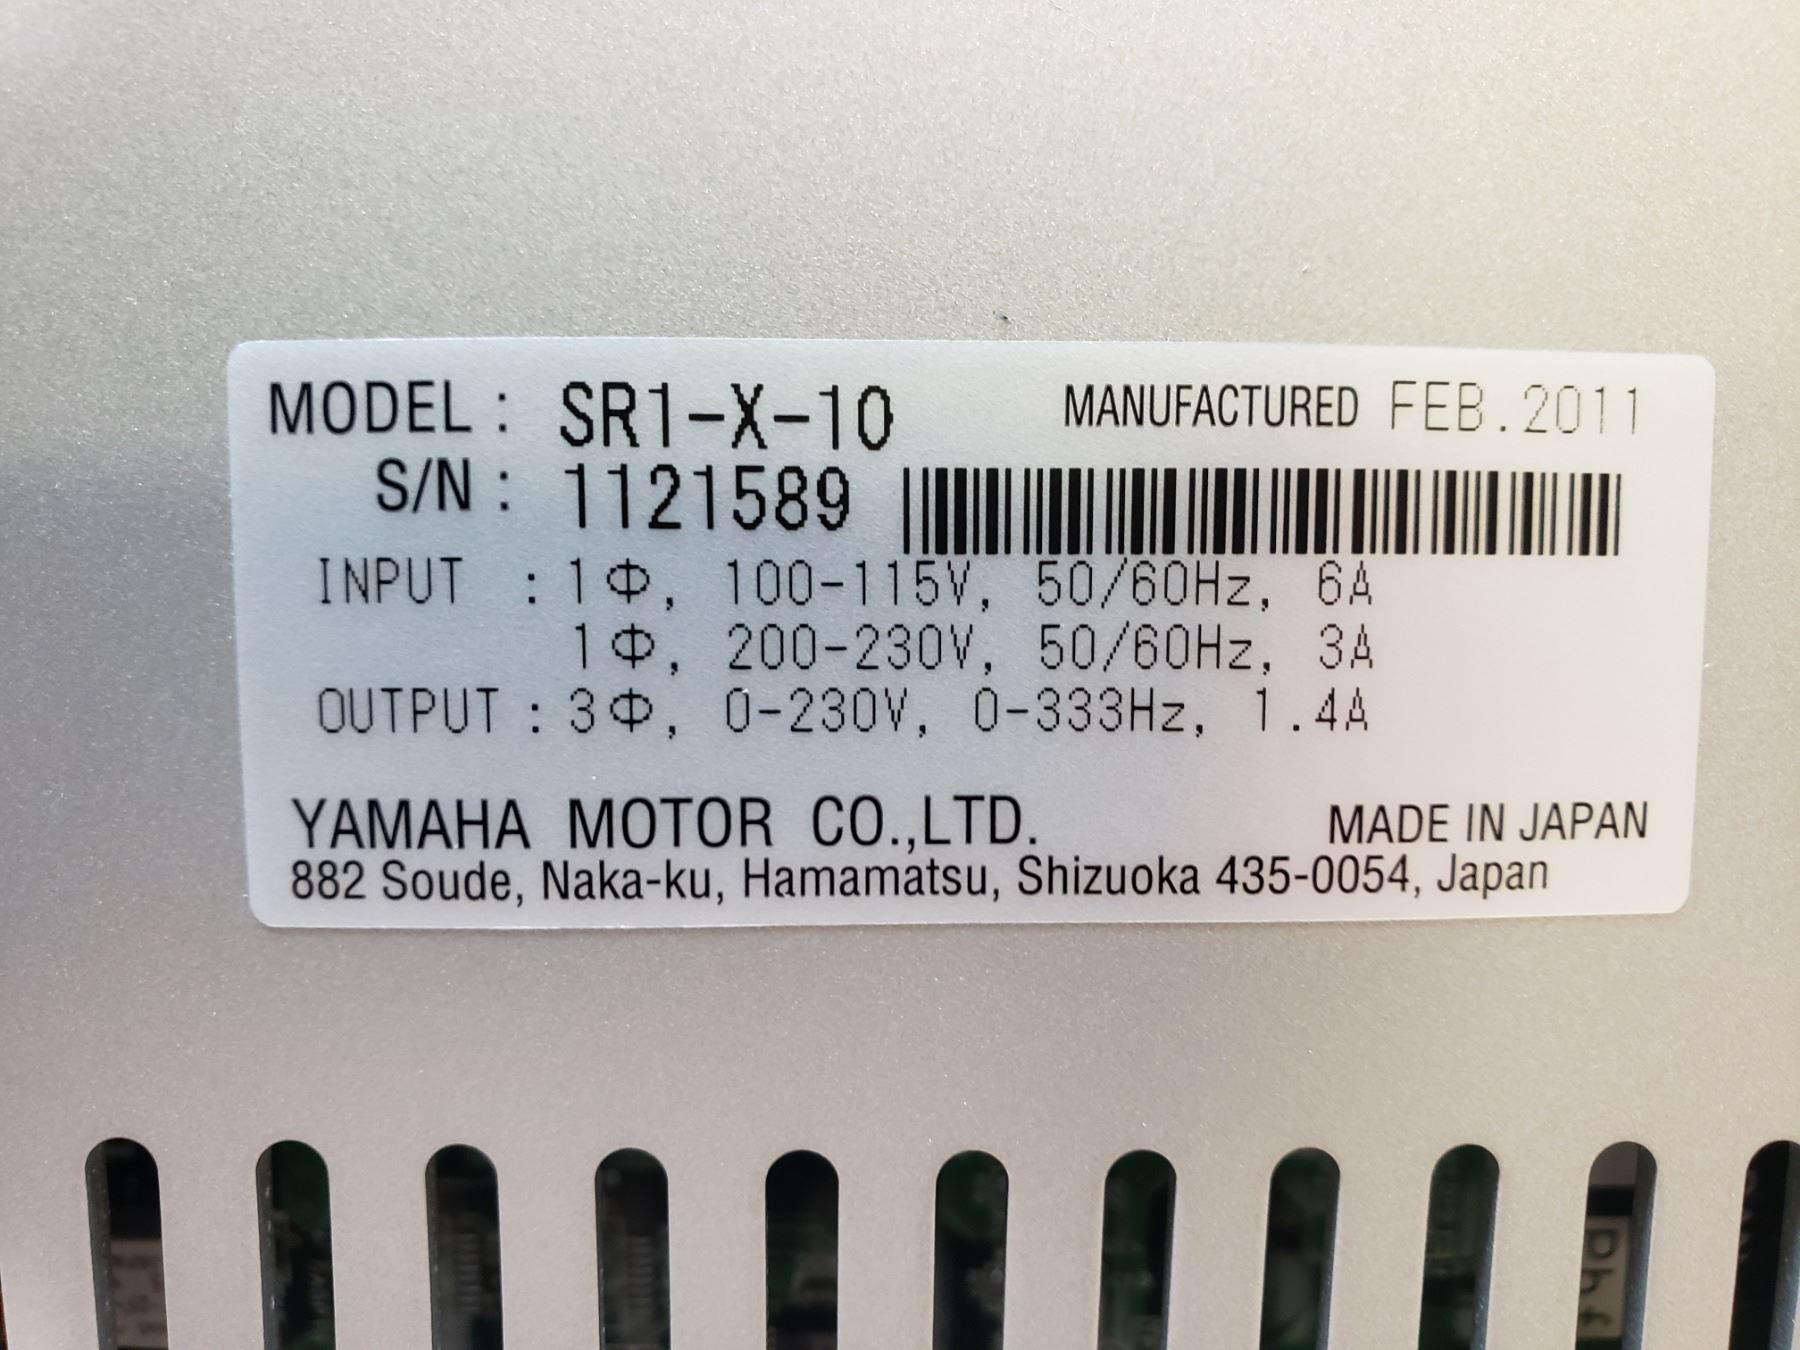 MODEL : SR1-X-10 MANUFACTURED FEB.2011
S/N : 1121589
INPUT : 1Φ, 100-115V, 50/60Hz, 6A
1Φ, 200-230V, 50/60Hz, 3A
OUTPUT : 3Φ, 0-230V, 0-333Hz, 1.4A
YAMAHA MOTOR CO.,LTD. MADE IN JAPAN
882 Soude, Naka-ku, Hamamatsu, Shizuoka 435-0054, Japan